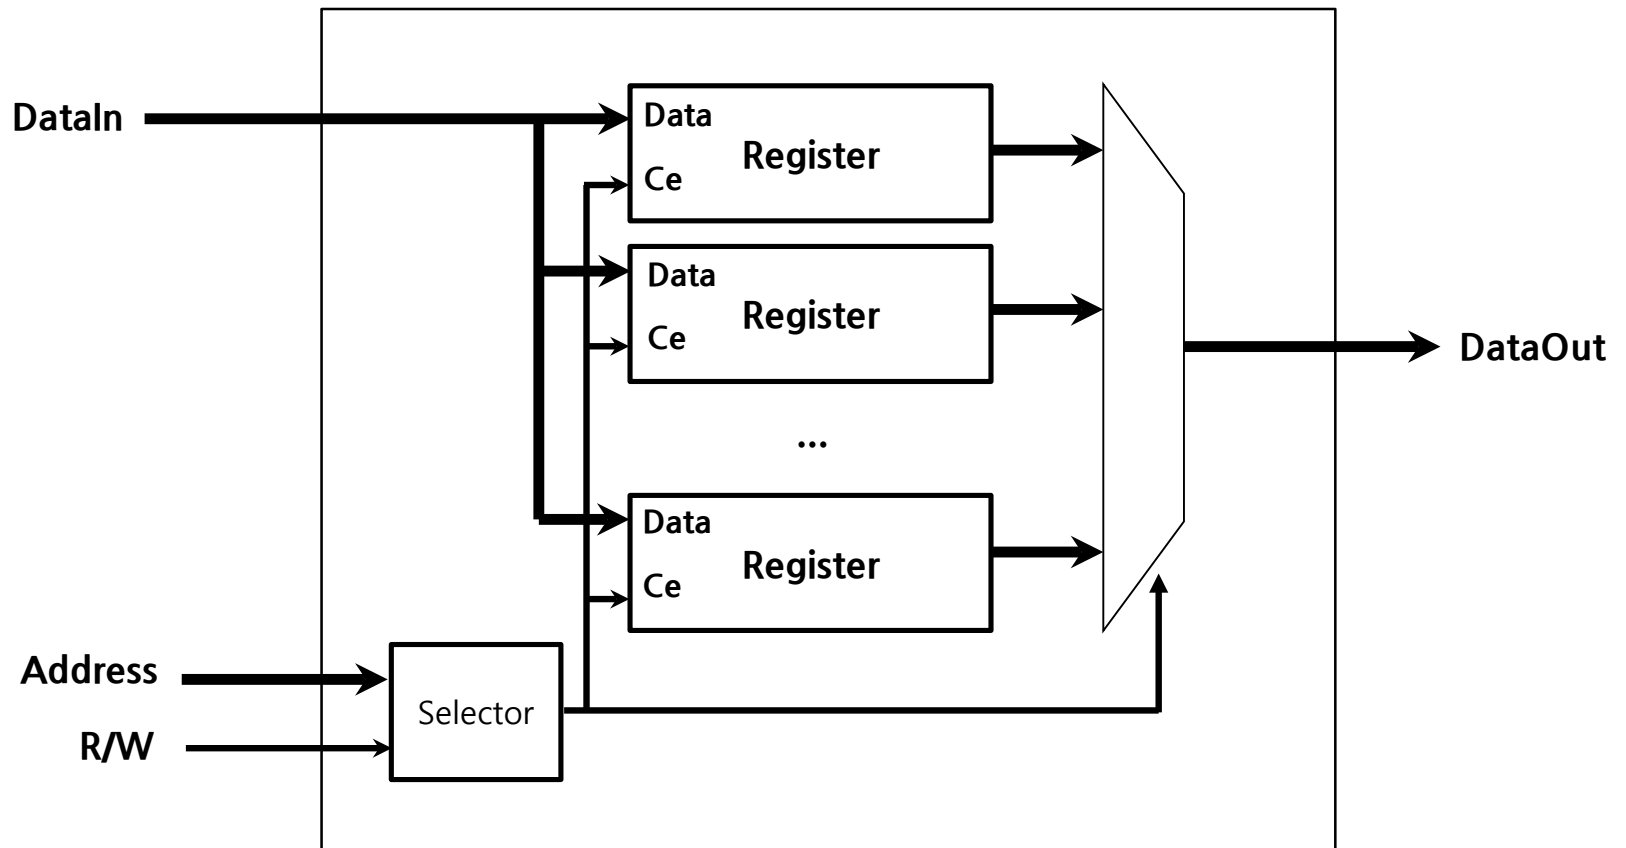 DataIn
Data
Register
Ce
Data
Register
Ce
DataOut
...
Data
Register
Ce
Address
Selector
R/W